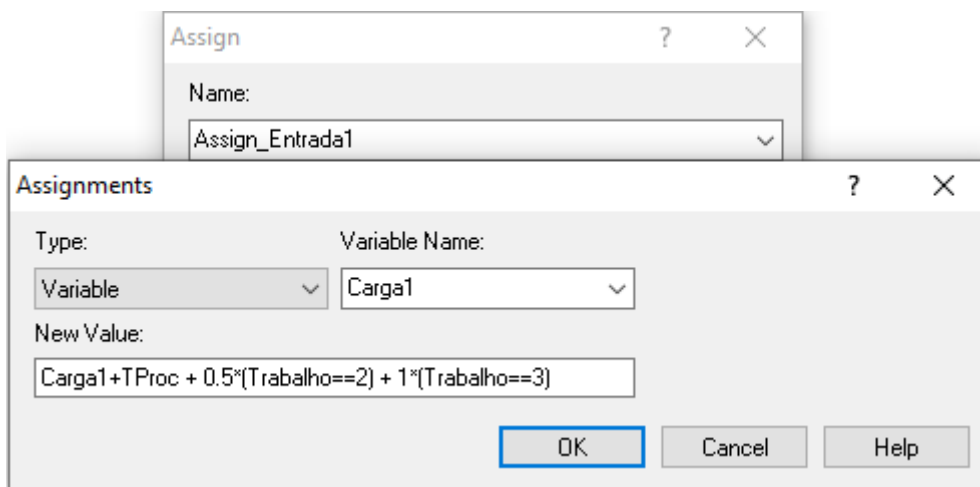 Assign ? ×
Name:
Assign_Entrada1
Assignments ? ×
Type: Variable Name:
Variable Carga1
New Value:
Carga1+TProc + 0.5*(Trabalho==2) + 1*(Trabalho==3)
OK Cancel Help